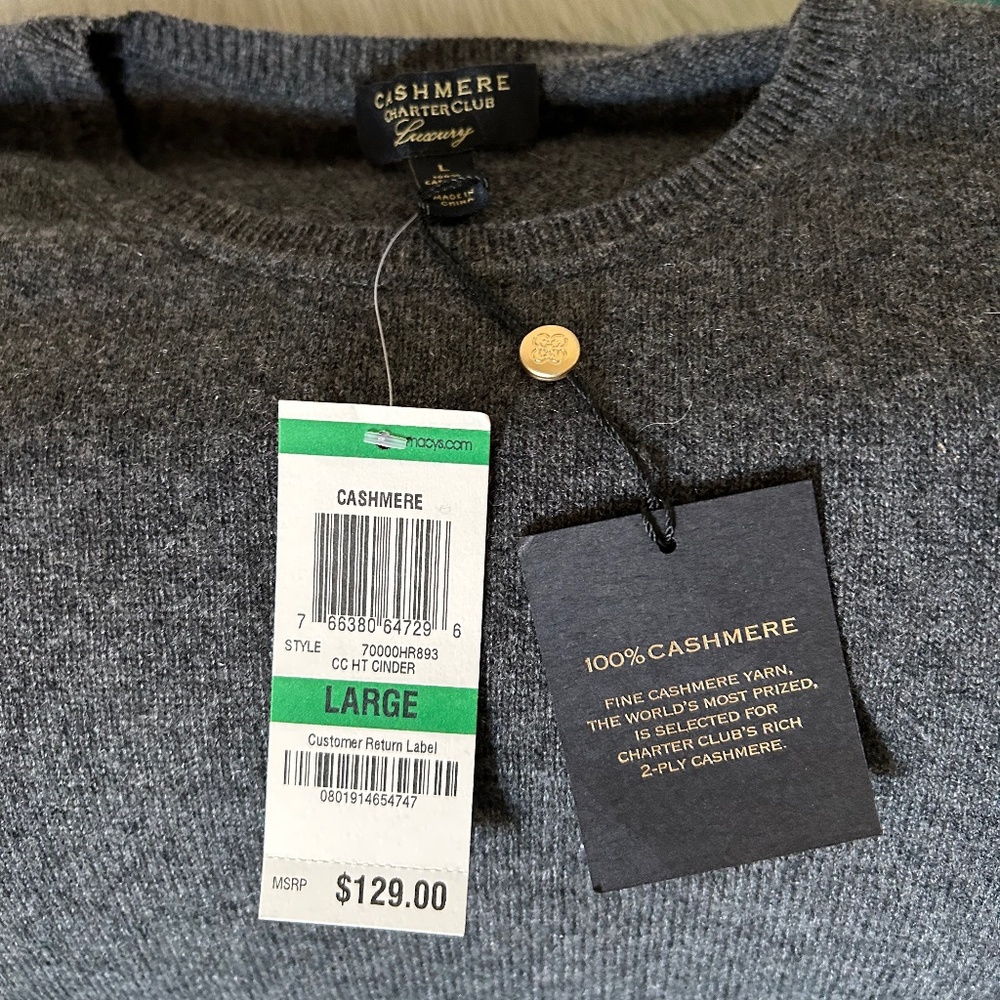 CASHMERE
CHARTER CLUB
Luxury
L
100%
CASHMERE
MADE IN
CHINA
macys.com
CASHMERE
7 66380 64729 6
STYLE 70000HR893
CC HT CINDER
LARGE
Customer Return Label
0801914654747
MSRP $129.00
100% CASHMERE
FINE CASHMERE YARN,
THE WORLD'S MOST PRIZED,
IS SELECTED FOR
CHARTER CLUB'S RICH
2-PLY CASHMERE.